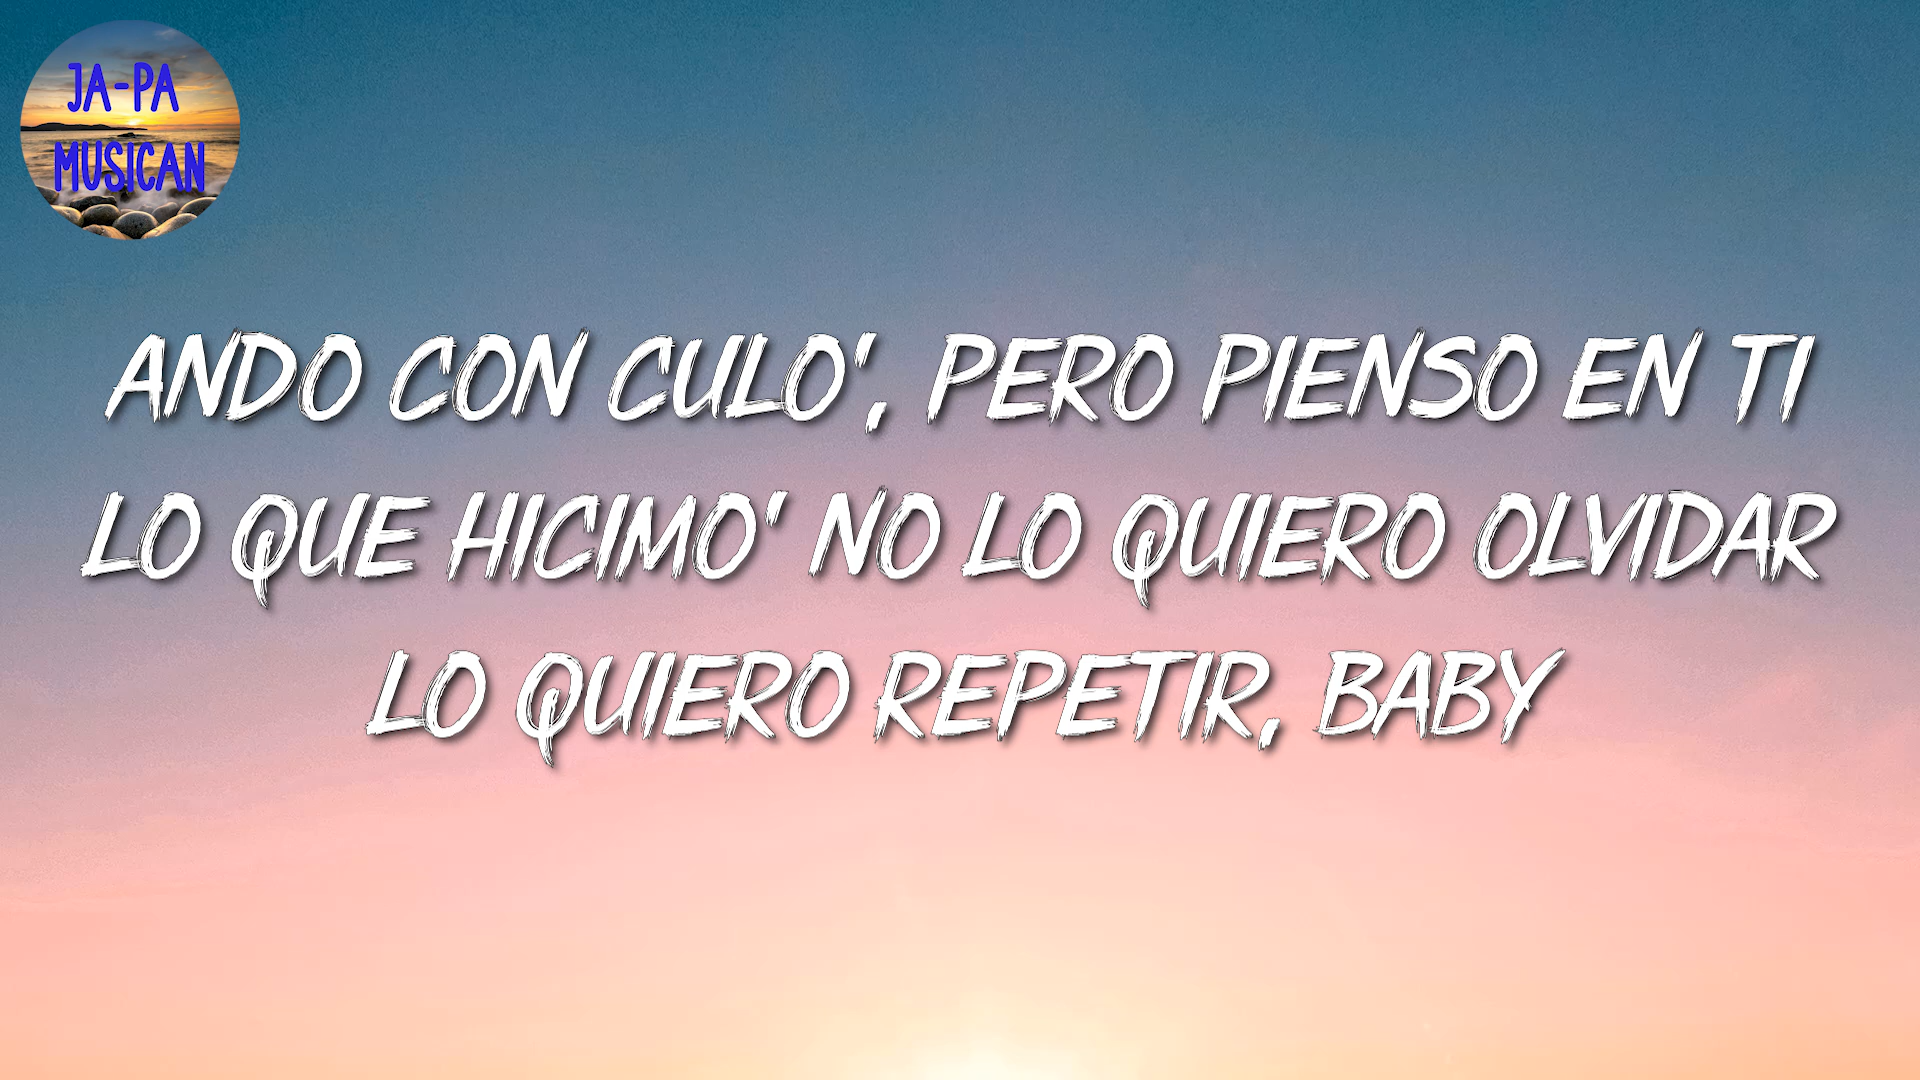 JA-PA
MUSICAN
ANDO CON CULO', PERO PIENSO EN TI
LO QUE HICIMO' NO LO QUIERO OLVIDAR
LO QUIERO REPETIR, BABY